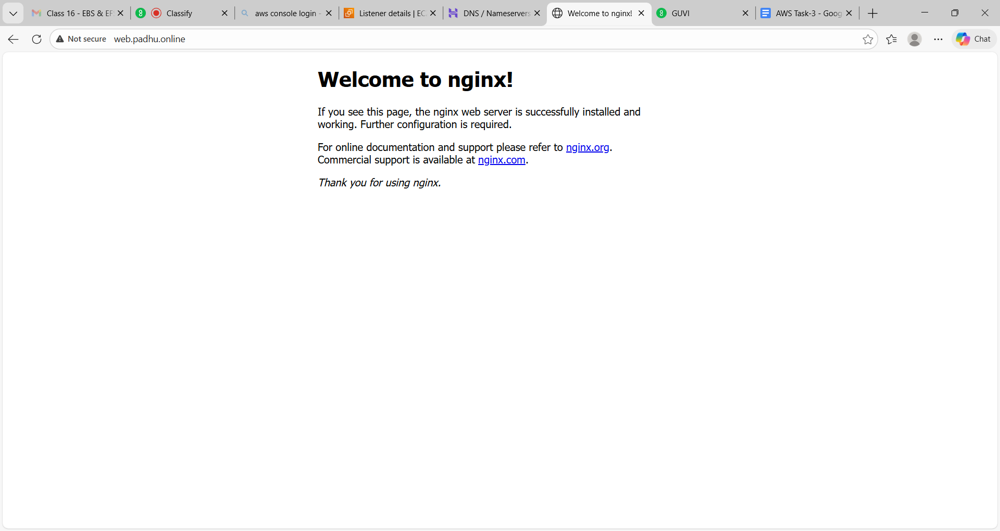 Class 16 - EBS & EF
Classify
aws console login -
Listener details | EC
DNS / Nameservers
Welcome to nginx!
GUVI
AWS Task-3 - Goog
Not secure
web.padhu.online
Chat
Welcome to nginx!
If you see this page, the nginx web server is successfully installed and
working. Further configuration is required.
For online documentation and support please refer to nginx.org.
Commercial support is available at nginx.com.
Thank you for using nginx.